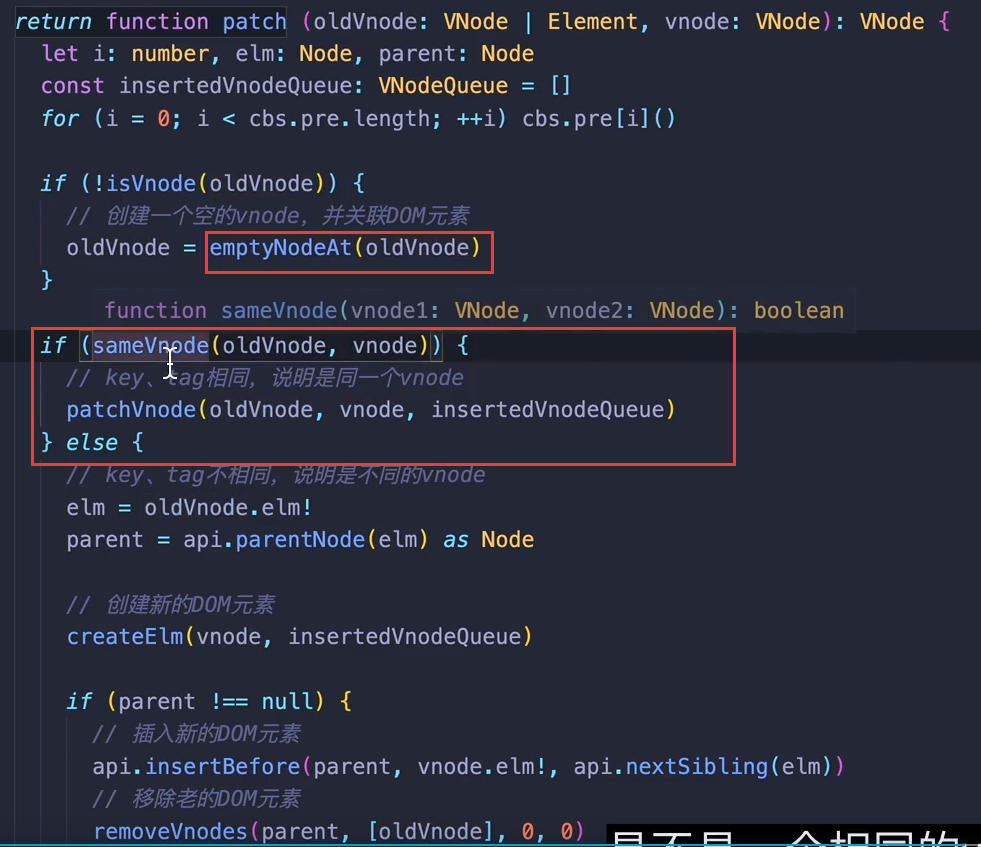 return function patch (oldVnode: VNode | Element, vnode: VNode): VNode {
let i: number, elm: Node, parent: Node
const insertedVnodeQueue: VNodeQueue = []
for (i = 0; i < cbs.pre.length; ++i) cbs.pre[i]()
if (!isVnode(oldVnode)) {
// 创建一个空的vnode，并关联DOM元素
oldVnode = emptyNodeAt(oldVnode)
}
function sameVnode(vnode1: VNode, vnode2: VNode): boolean
if (sameVnode(oldVnode, vnode)) {
// key、tag相同，说明是同一个vnode
patchVnode(oldVnode, vnode, insertedVnodeQueue)
} else {
// key、tag不相同，说明是不同的vnode
elm = oldVnode.elm!
parent = api.parentNode(elm) as Node
// 创建新的DOM元素
createElm(vnode, insertedVnodeQueue)
if (parent !== null) {
// 插入新的DOM元素
api.insertBefore(parent, vnode.elm!, api.nextSibling(elm))
// 移除老的DOM元素
removeVnodes(parent, [oldVnode], 0, 0)
是不是一个相同的